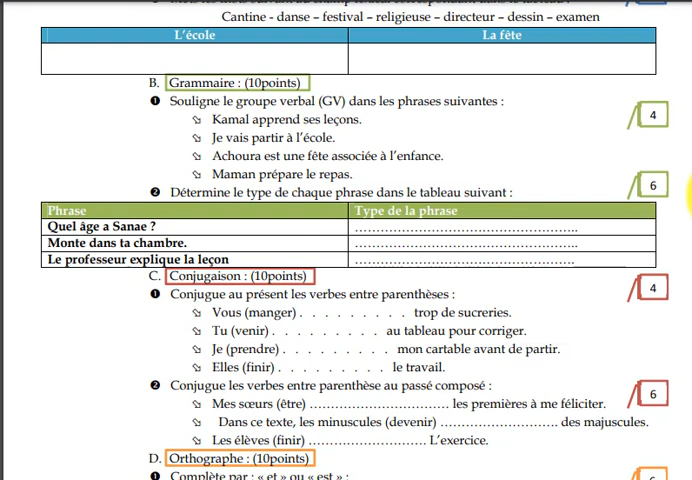 Cantine - danse – festival – religieuse – directeur – dessin – examen
L'école La fête
B. Grammaire : (10points)
❶ Souligne le groupe verbal (GV) dans les phrases suivantes :
Kamal apprend ses leçons.
4
Je vais partir à l'école.
Achoura est une fête associée à l'enfance.
Maman prépare le repas.
❷ Détermine le type de chaque phrase dans le tableau suivant :
6
Phrase Type de la phrase
Quel âge a Sanae ? ……………………………………………..
Monte dans ta chambre. ……………………………………………..
Le professeur explique la leçon …………………………………………….
C. Conjugaison : (10points)
❶ Conjugue au présent les verbes entre parenthèses :
4
Vous (manger) . . . . . . . . . trop de sucreries.
Tu (venir) . . . . . . . . . au tableau pour corriger.
Je (prendre) . . . . . . . . . mon cartable avant de partir.
Elles (finir) . . . . . . . . . le travail.
❷ Conjugue les verbes entre parenthèse au passé composé :
6
Mes sœurs (être) …………………………… les premières à me féliciter.
Dans ce texte, les minuscules (devenir) ………………………. des majuscules.
Les élèves (finir) ………………………. L'exercice.
D. Orthographe : (10points)
❶ Complète par : « et » ou « est » :